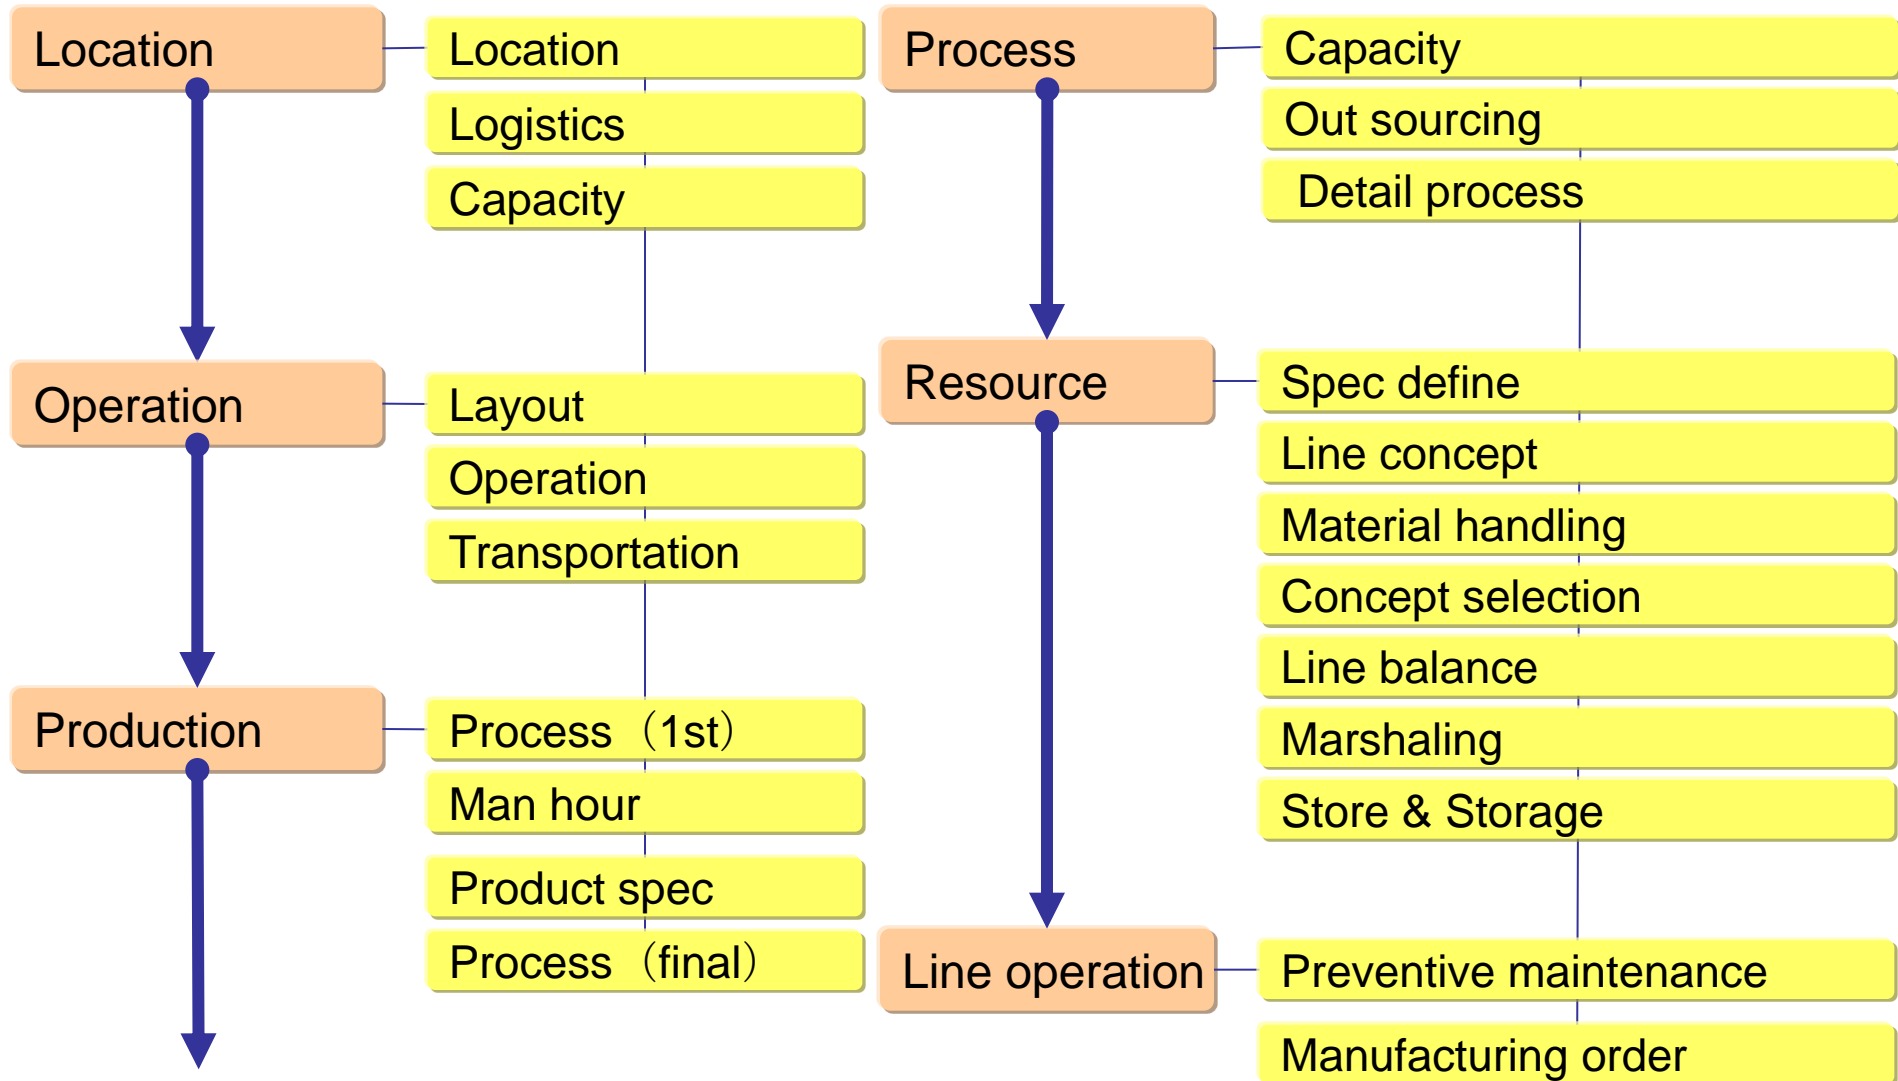 Location
Location
Logistics
Capacity
Operation
Layout
Operation
Transportation
Production
Process（1st）
Man hour
Product spec
Process（final）
Process
Capacity
Out sourcing
Detail process
Resource
Spec define
Line concept
Material handling
Concept selection
Line balance
Marshaling
Store & Storage
Line operation
Preventive maintenance
Manufacturing order